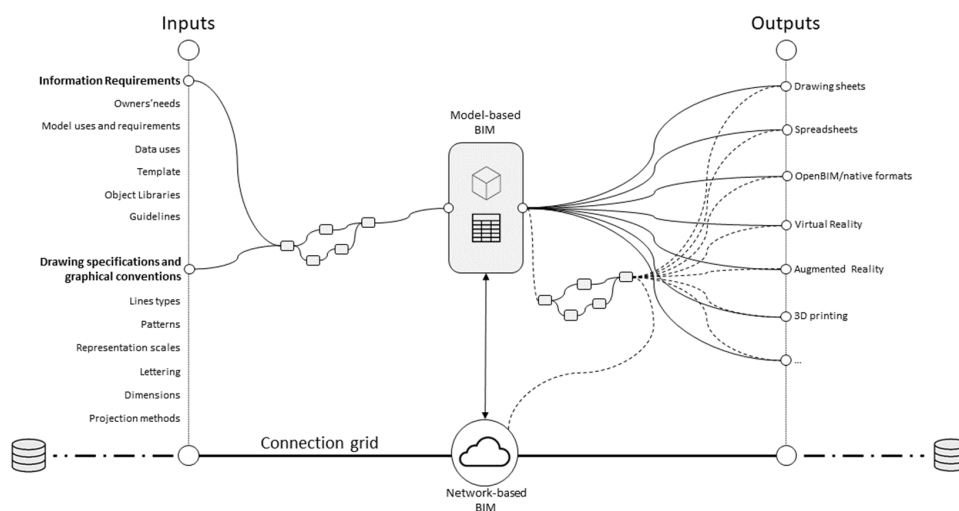 Inputs
Outputs
Information Requirements
Owners'needs
Model uses and requirements
Data uses
Template
Object Libraries
Guidelines
Drawing specifications and
graphical conventions
Lines types
Patterns
Representation scales
Lettering
Dimensions
Projection methods
Model-based
BIM
Drawing sheets
Spreadsheets
OpenBIM/native formats
Virtual Reality
Augmented Reality
3D printing
...
Connection grid
Network-based
BIM